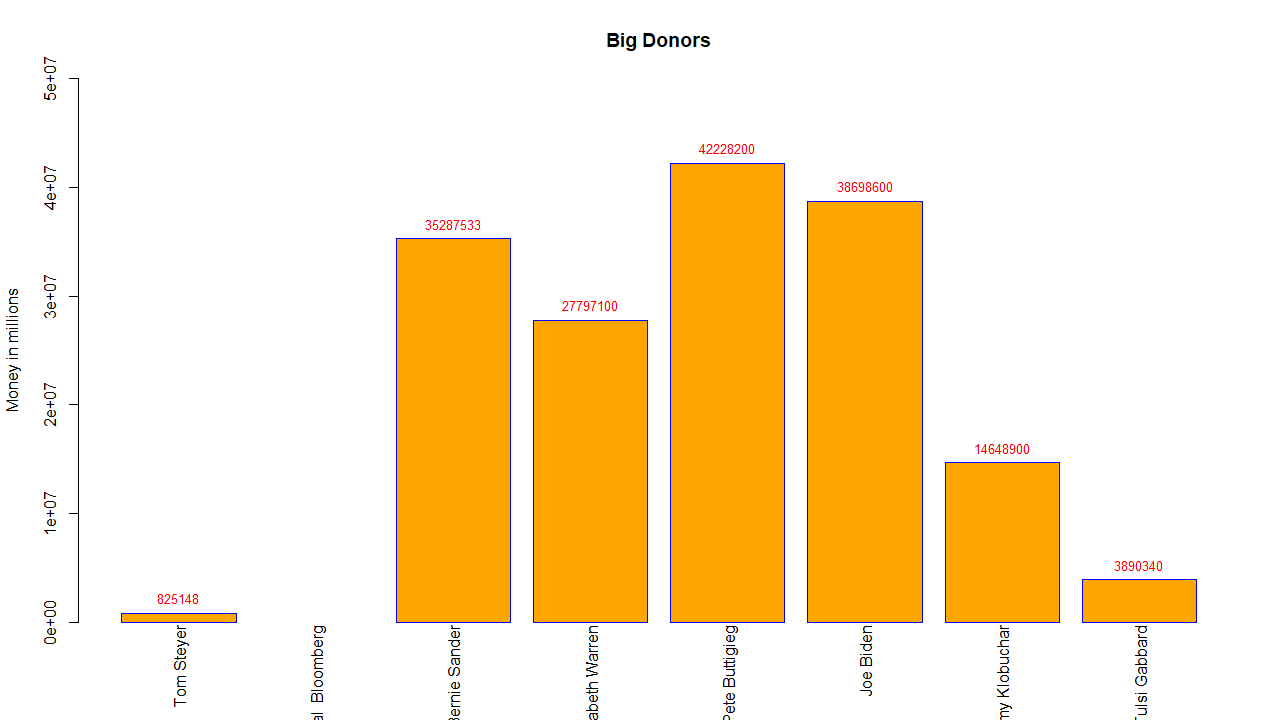 Big Donors
Money in millions
5e+07
4e+07
3e+07
2e+07
1e+07
0e+00
825148
35287533
27797100
42228200
38698600
14648900
3890340
Tom Steyer
al Bloomberg
Bernie Sander
abeth Warren
Pete Buttigieg
Joe Biden
my Klobuchar
Tulsi Gabbard